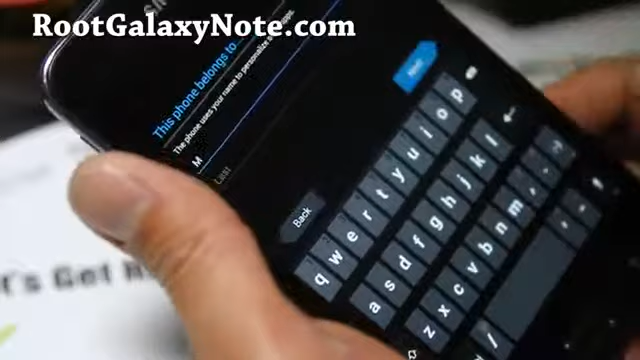 RootGalaxyNote.com
This phone belongs to
The phone uses your name to personalize some apps.
M
Last
Next
Back
q w e r t y u i o p
a s d f g h j k l
z x c v b n m , . :-)
/
's Get